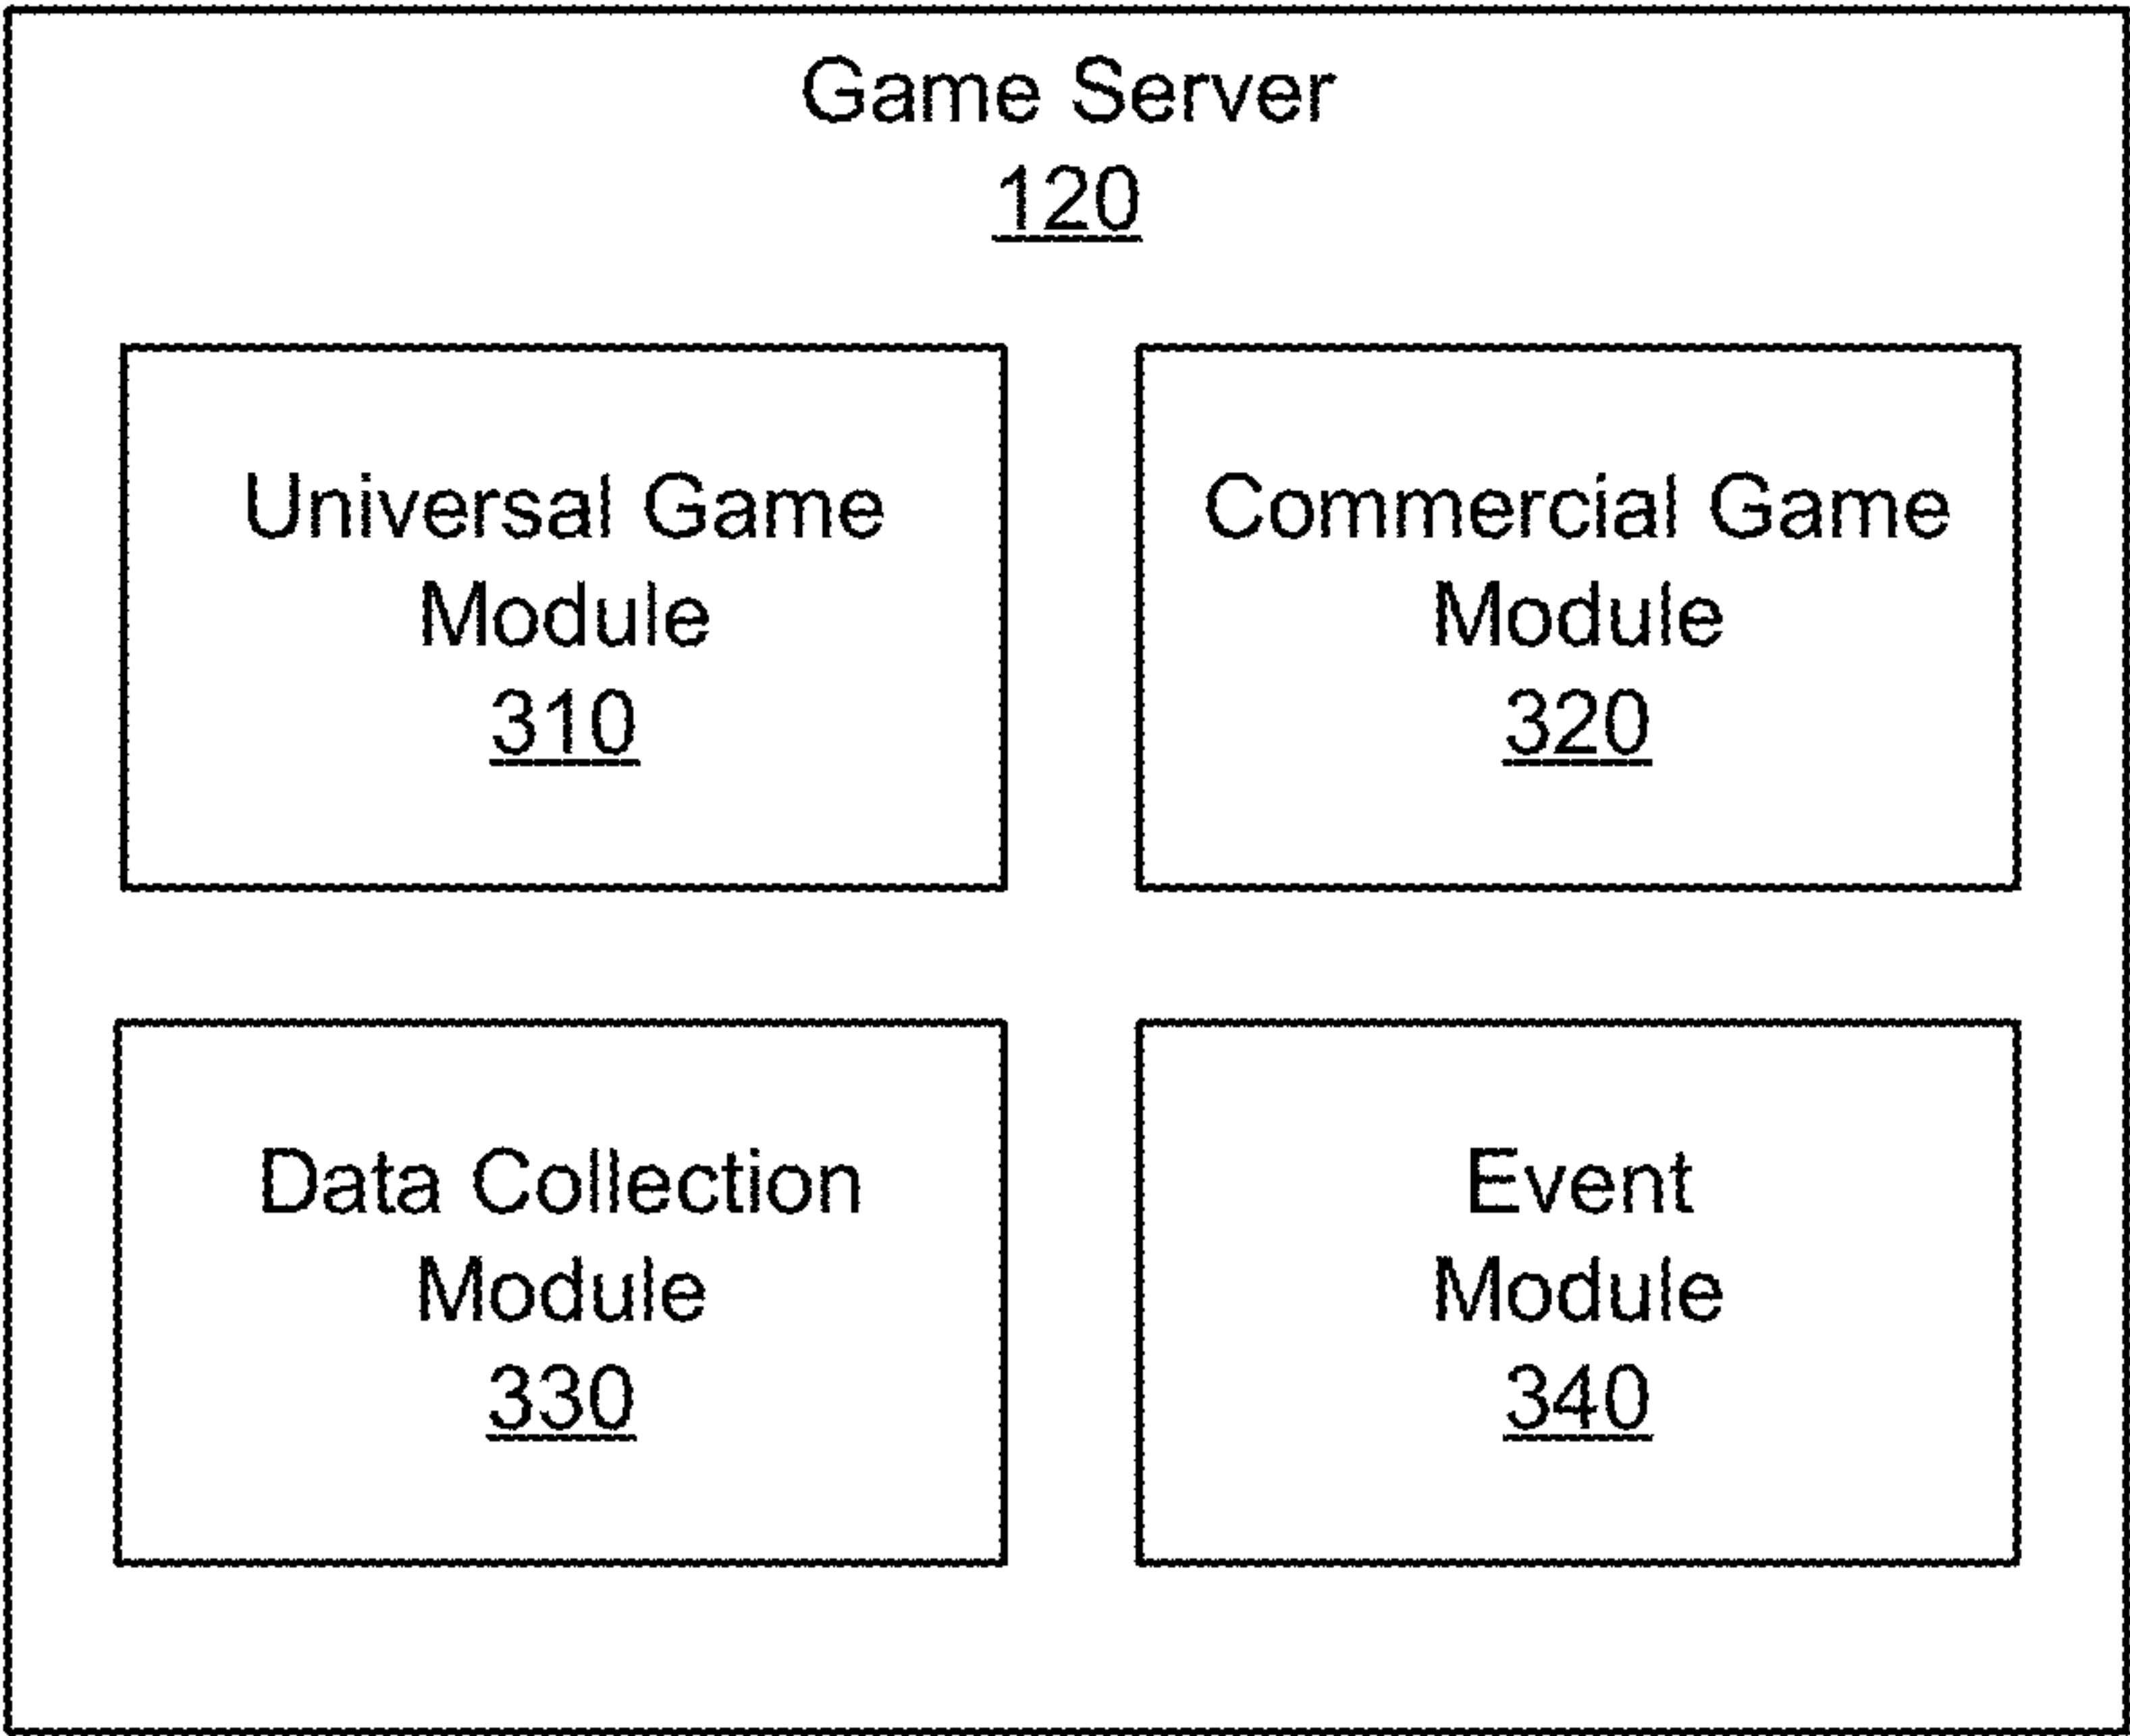 Game Server
120
Universal Game
Module
310
Commercial Game
Module
320
Data Collection
Module
330
Event
Module
340